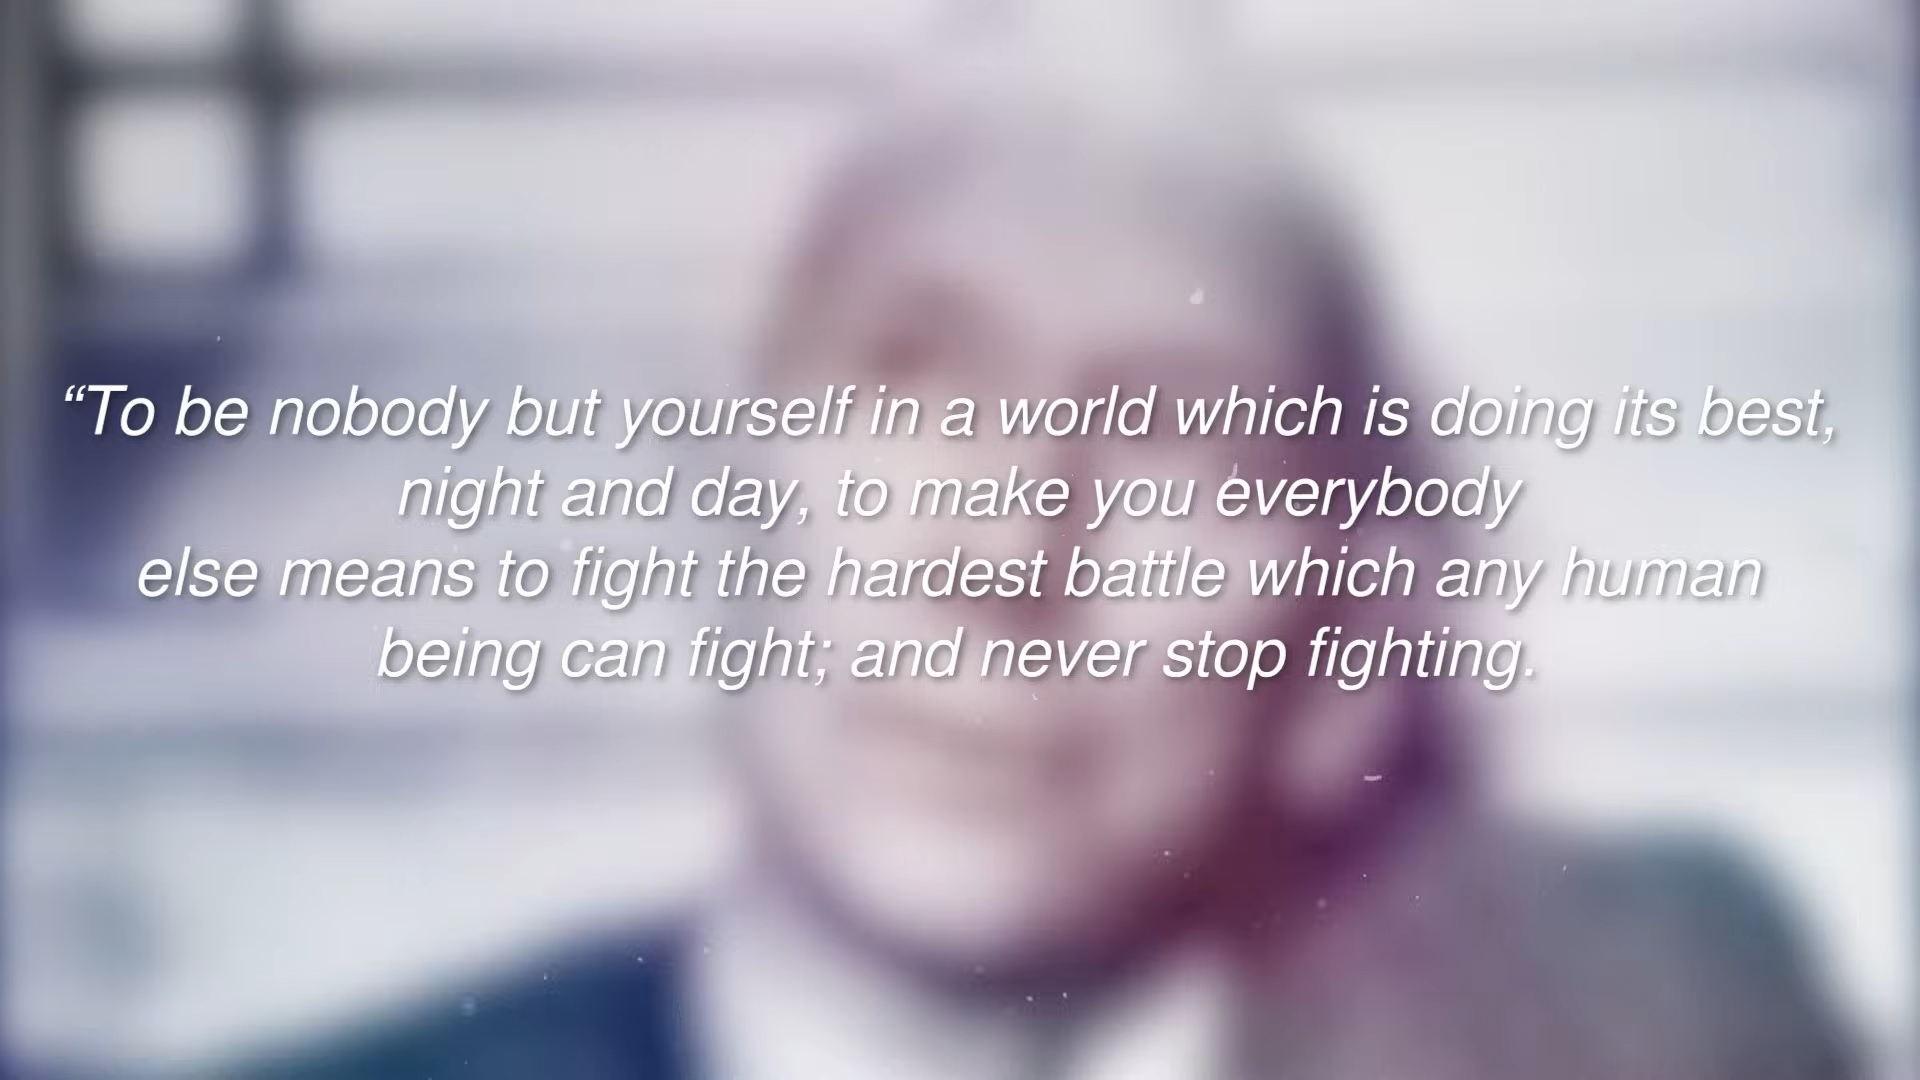 “To be nobody but yourself in a world which is doing its best,
night and day, to make you everybody
else means to fight the hardest battle which any human
being can fight; and never stop fighting.